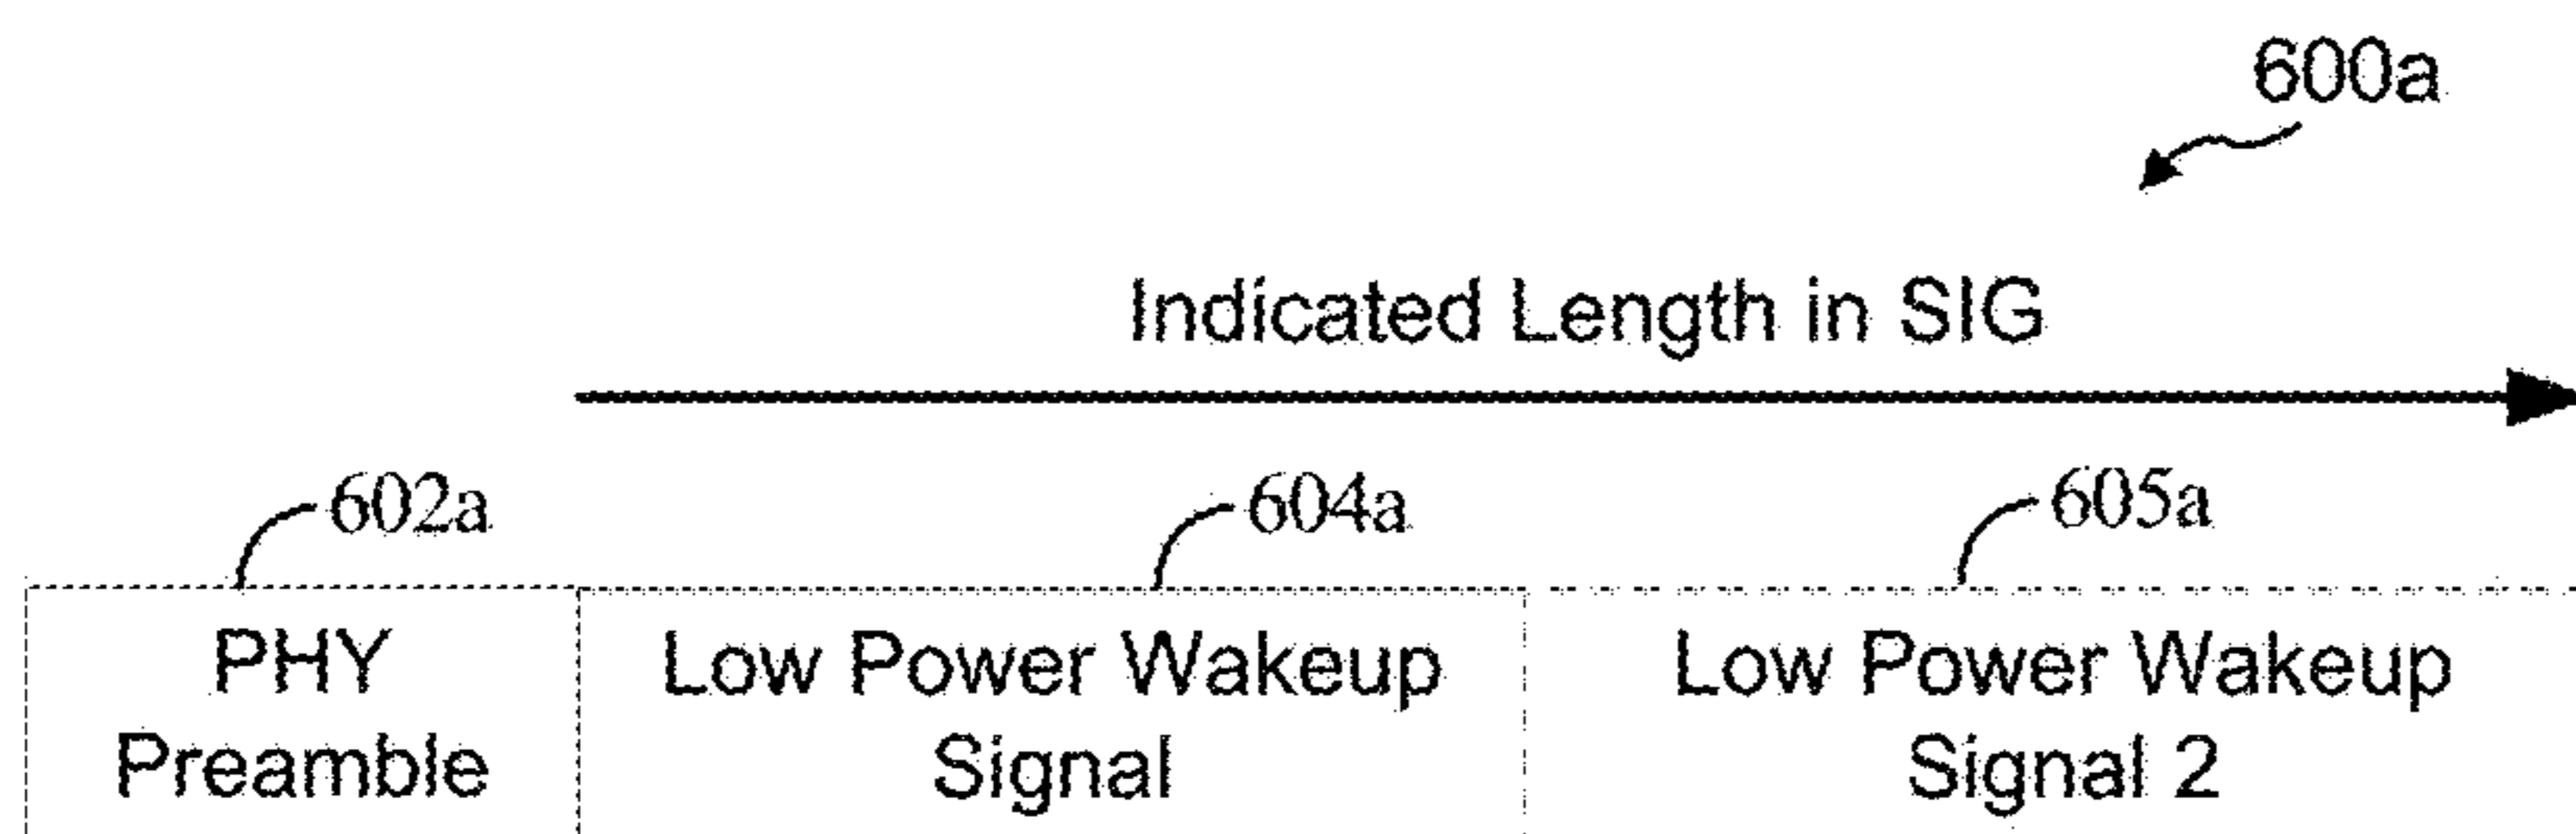 600a
Indicated Length in SIG
602a
604a
605a
PHY
Preamble
Low Power Wakeup
Signal
Low Power Wakeup
Signal 2